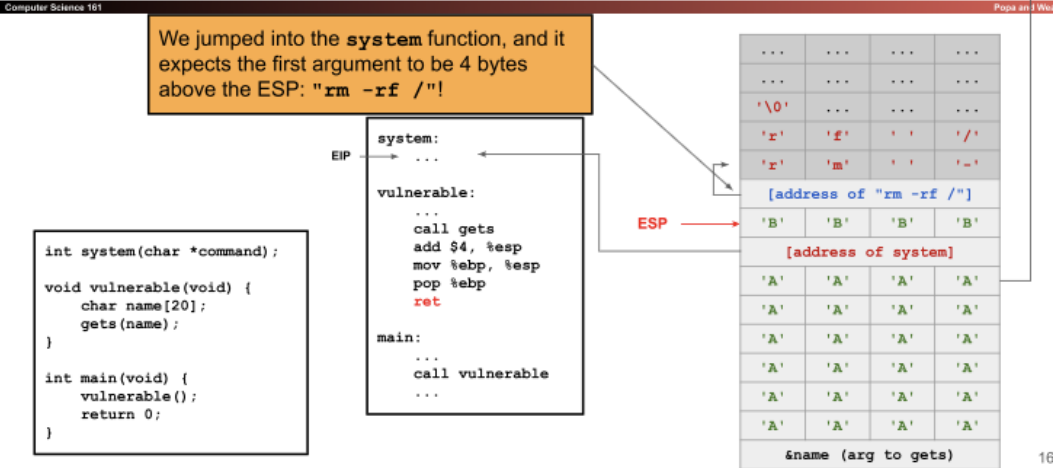 Computer Science 161
Popa and Wea
We jumped into the system function, and it
expects the first argument to be 4 bytes
above the ESP: "rm -rf /"!
EIP
system:
...
vulnerable:
...
call gets
add $4, %esp
mov %ebp, %esp
pop %ebp
ret
main:
...
call vulnerable
...
int system(char *command);
void vulnerable(void) {
char name[20];
gets(name);
}
int main(void) {
vulnerable();
return 0;
}
ESP
... ... ... ...
... ... ... ...
'\0' ... ... ...
'r' 'f' ' ' '/'
'r' 'm' ' ' '-'
[address of "rm -rf /"]
'B' 'B' 'B' 'B'
[address of system]
'A' 'A' 'A' 'A'
'A' 'A' 'A' 'A'
'A' 'A' 'A' 'A'
'A' 'A' 'A' 'A'
'A' 'A' 'A' 'A'
'A' 'A' 'A' 'A'
&name (arg to gets)
16